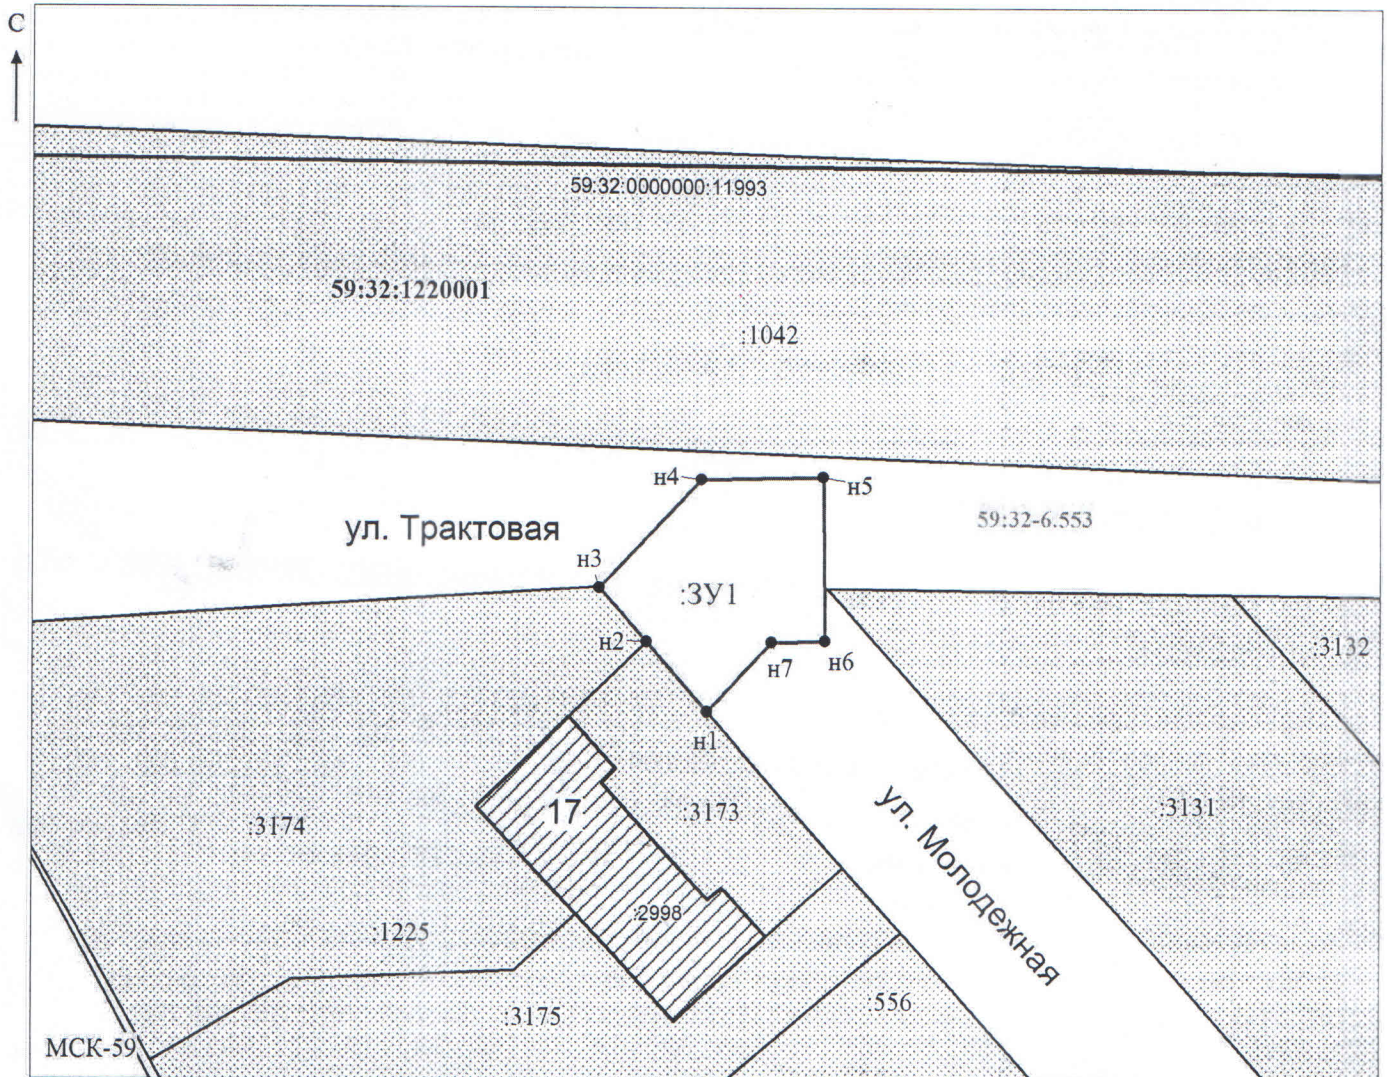 С
59:32:0000000:11993
59:32:1220001
:1042
н4
н5
59:32-6.553
ул. Трактовая
н3
:ЗУ1
н2
н7
н6
:3132
н1
17
:3173
:3131
:3174
ул. Молодежная
:2998
:1225
:556
:3175
МСК-59